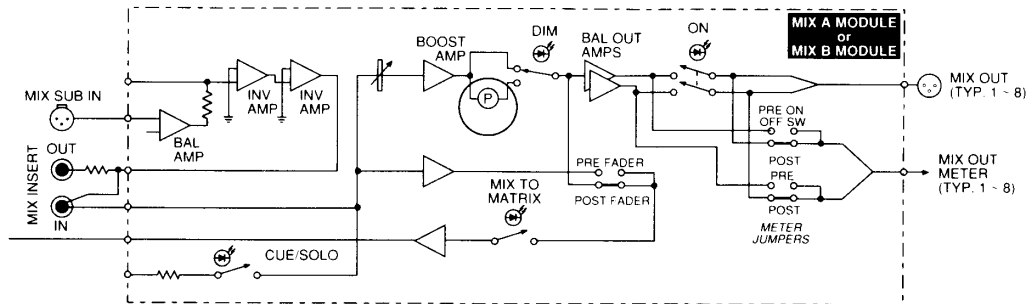 MIX A MODULE
or
MIX B MODULE
DIM
ON
BOOST
AMP
BAL OUT
AMPS
INV
AMP
INV
AMP
P
MIX SUB IN
BAL
AMP
MIX OUT
(TYP. 1 ~ 8)
PRE ON
OFF SW
POST
MIX INSERT
OUT
IN
PRE FADER
POST FADER
PRE
POST
METER
JUMPERS
MIX OUT
METER
(TYP. 1 ~ 8)
MIX TO
MATRIX
CUE/SOLO